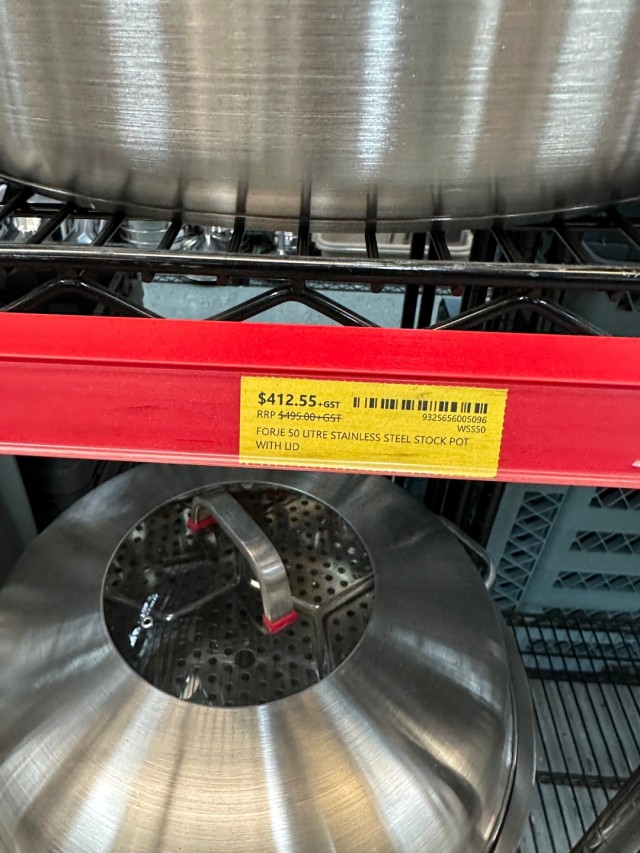 $412.55+GST
RRP $495.00+GST
9325656005096
WSS50
FORJE 50 LITRE STAINLESS STEEL STOCK POT
WITH LID